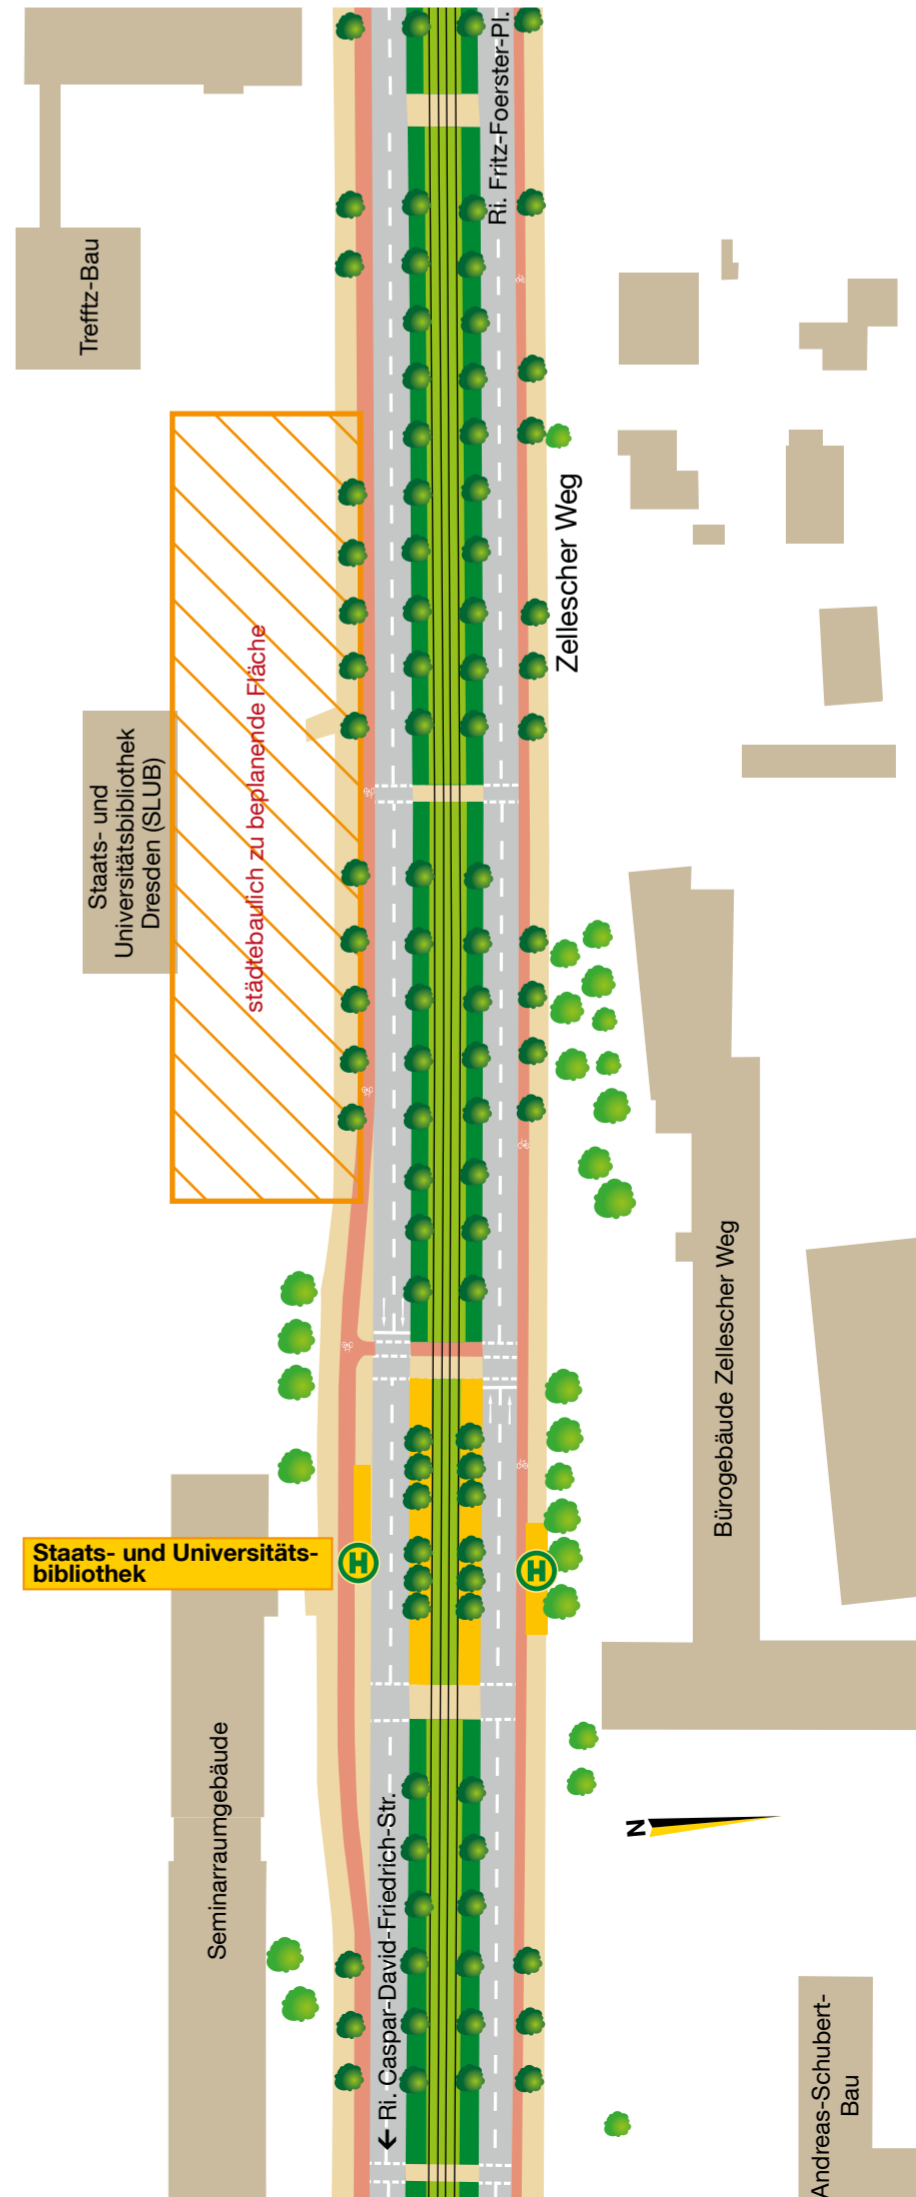 Ri. Fritz-Foerster-Pl.
Trefftz-Bau
Zellescher Weg
städtebaulich zu beplanende Fläche
Staats- und
Universitätsbibliothek
Dresden (SLUB)
Bürogebäude Zellescher Weg
Staats- und Universitäts-
bibliothek
H
H
Seminarraumgebäude
N
← Ri. Caspar-David-Friedrich-Str.
Andreas-Schubert-
Bau